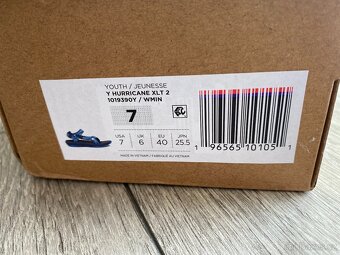 YOUTH / JEUNESSE
Y HURRICANE XLT 2
1019390Y / WMIN
7
USA UK EU JPN
7 6 40 25.5
MADE IN VIETNAM / FABRIQUÉ AU VIETNAM
1 96565 10105 1